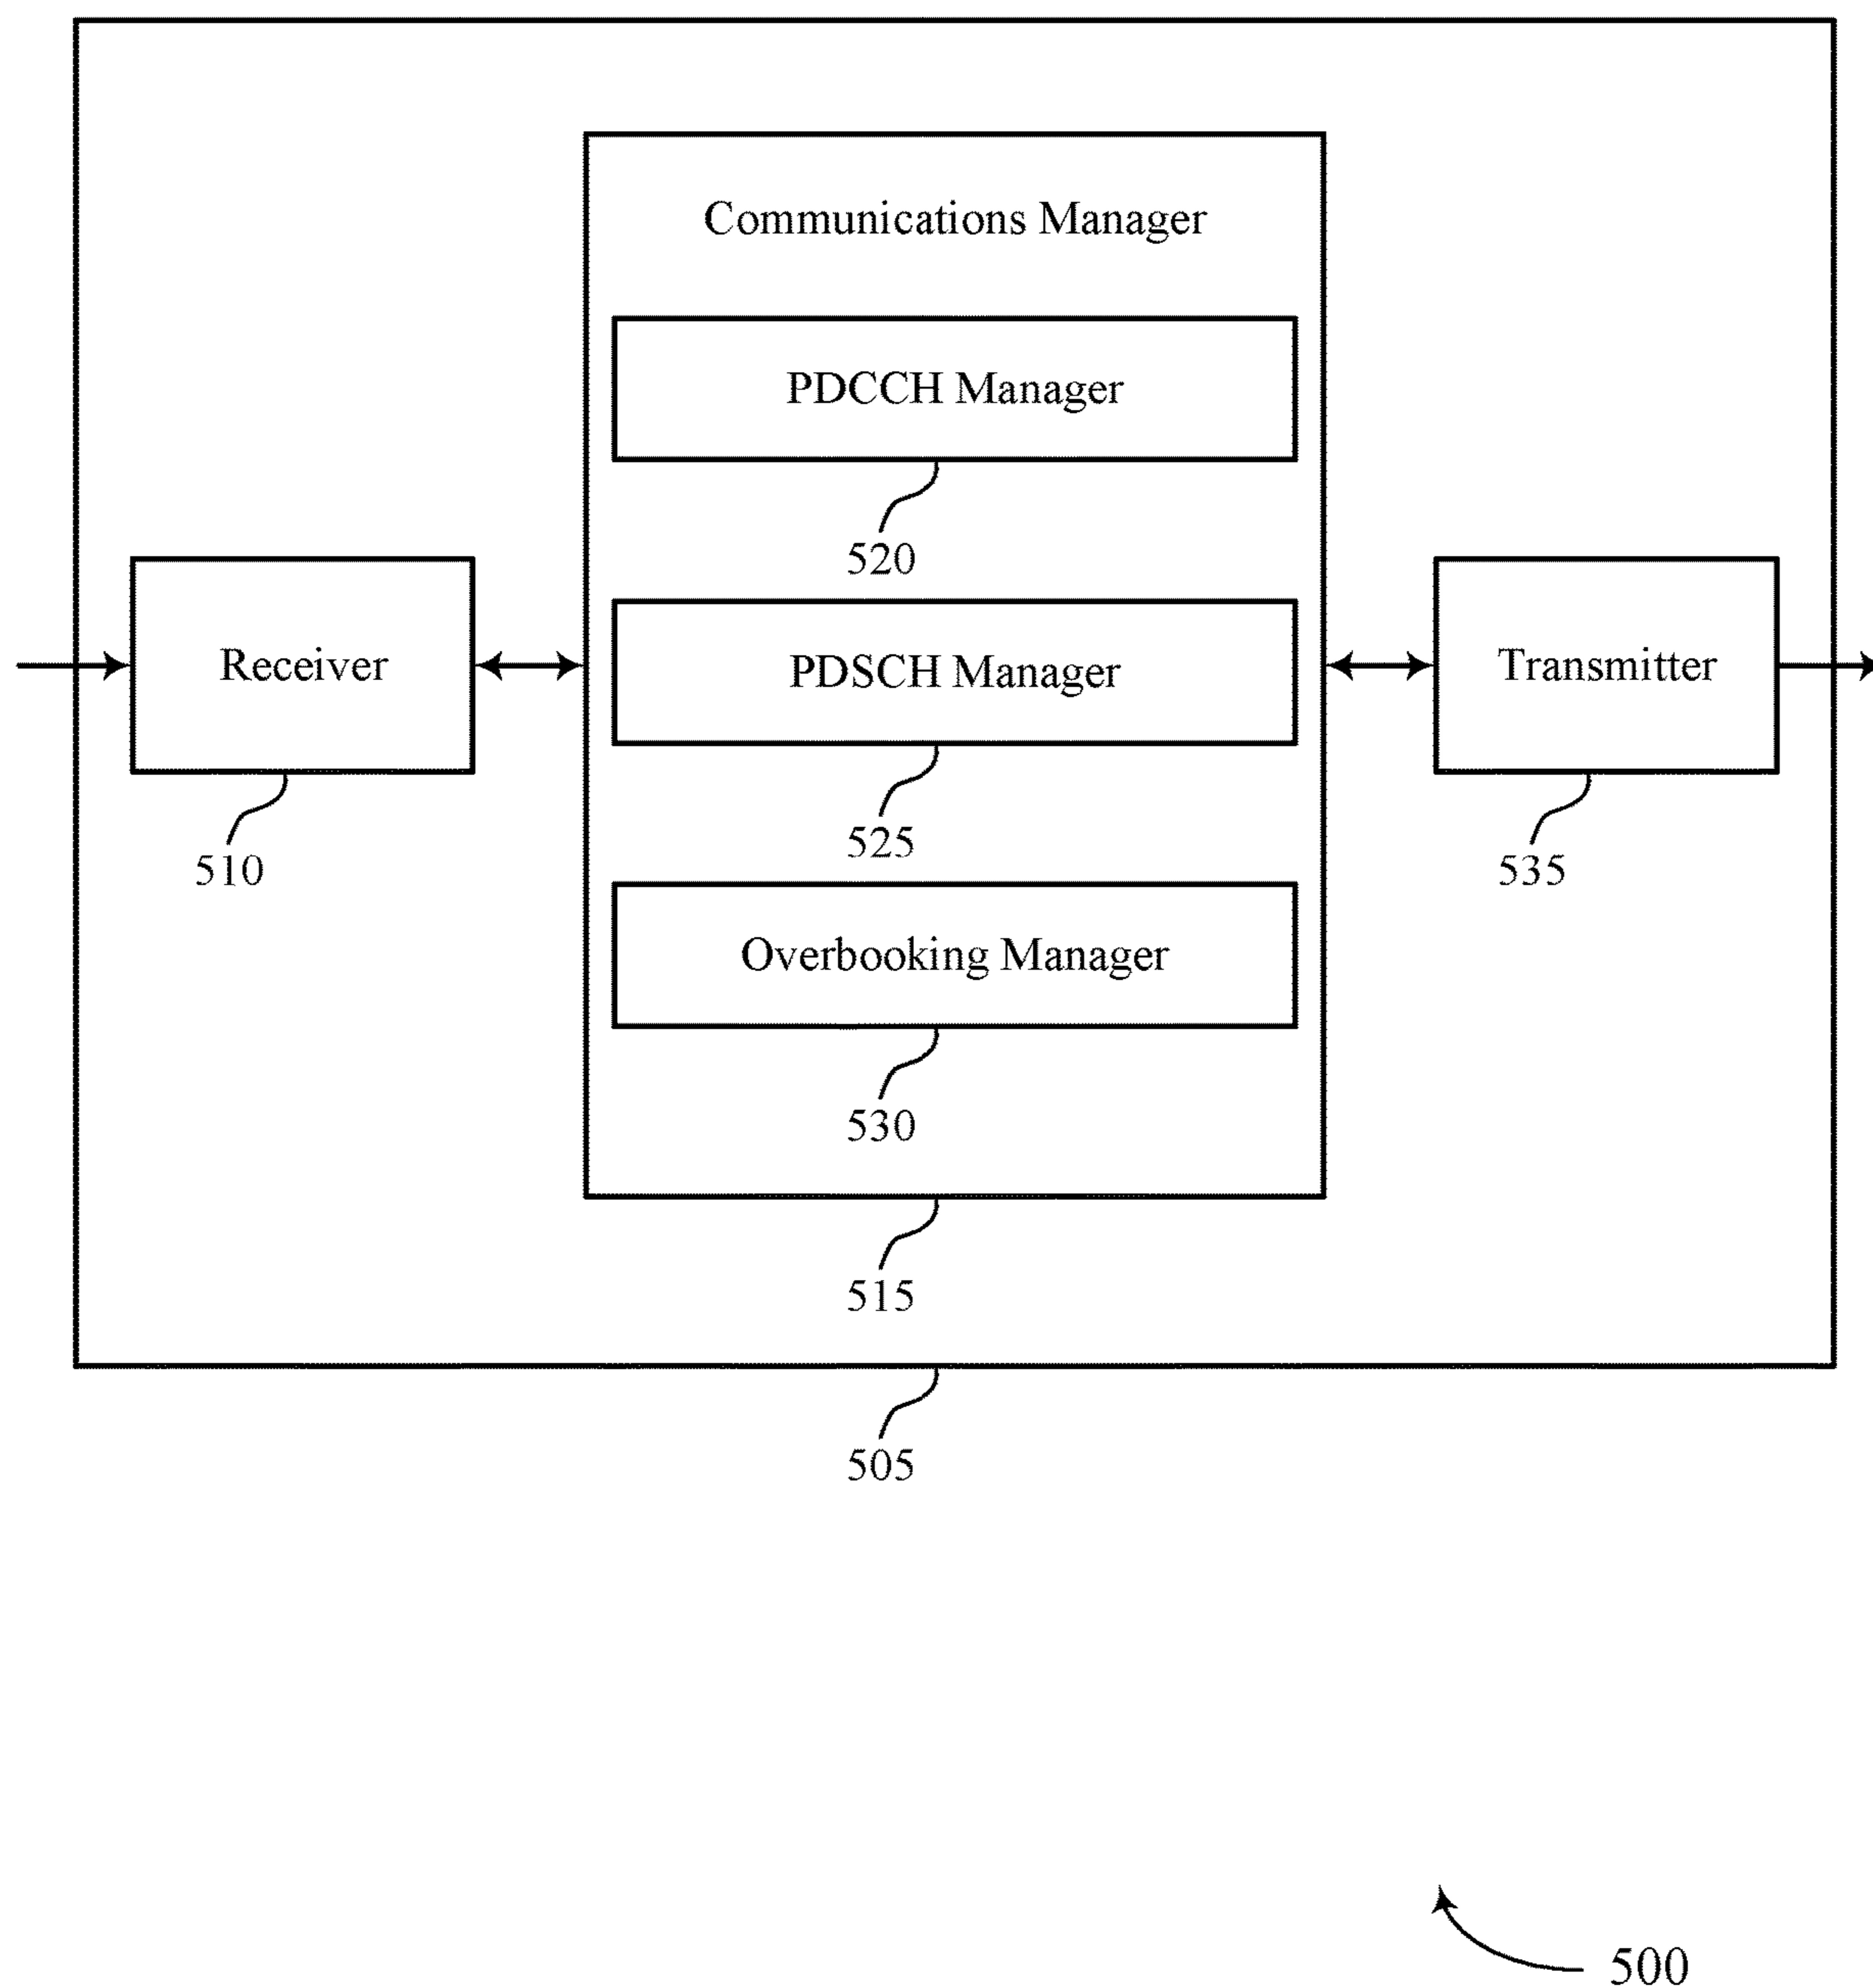 Communications Manager
PDCCH Manager
520
Receiver
PDSCH Manager
Transmitter
510
525
535
Overbooking Manager
530
515
505
500